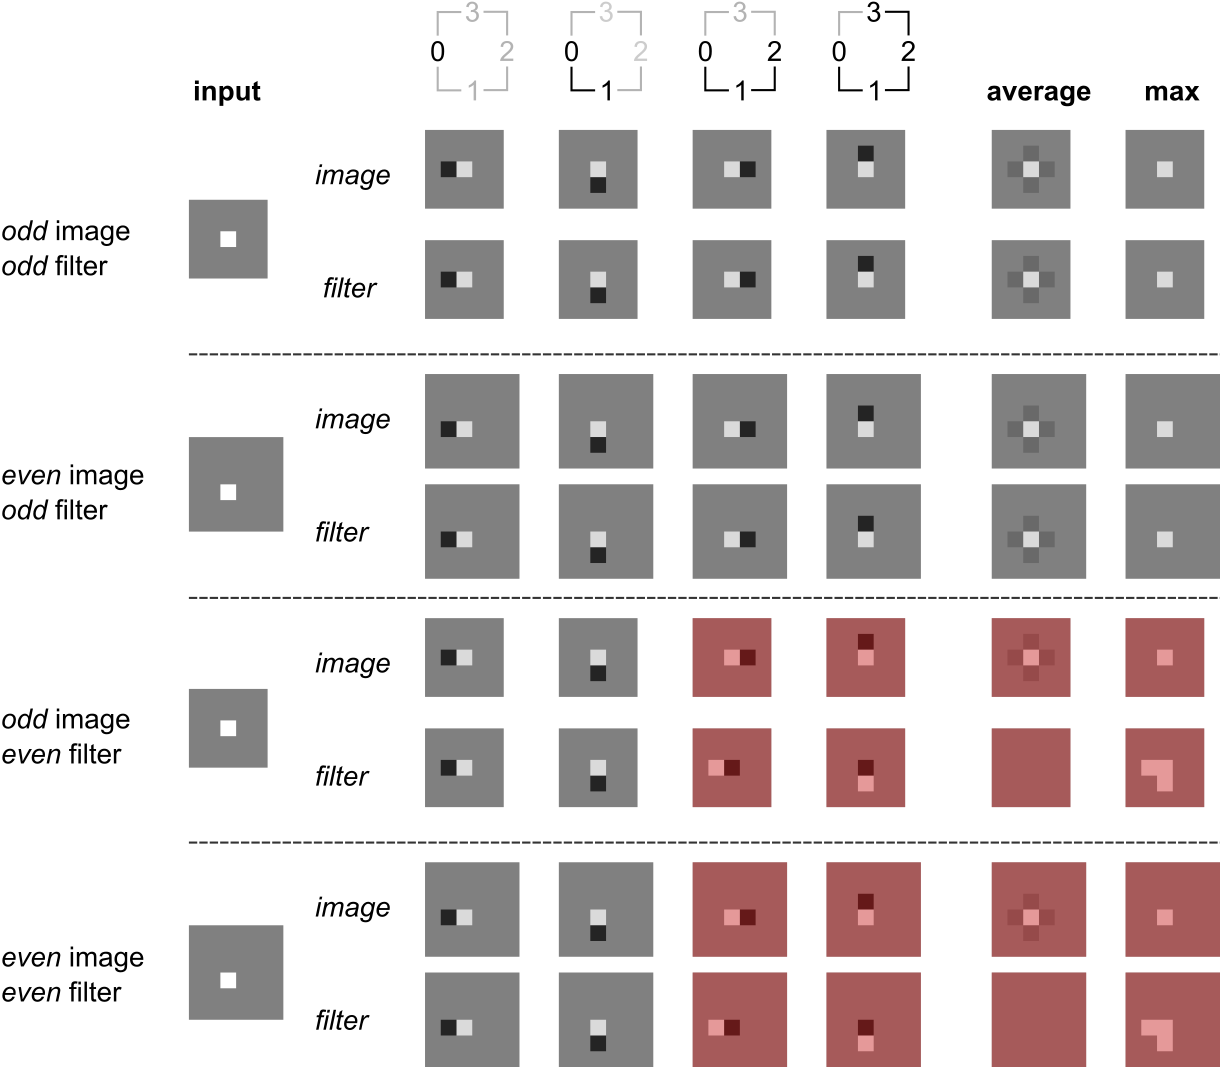 3 3 3 3
0 2 0 2 0 2 0 2
input 1 1 1 1 average max
image
odd image
odd filter
filter
image
even image
odd filter
filter
image
odd image
even filter
filter
image
even image
even filter
filter